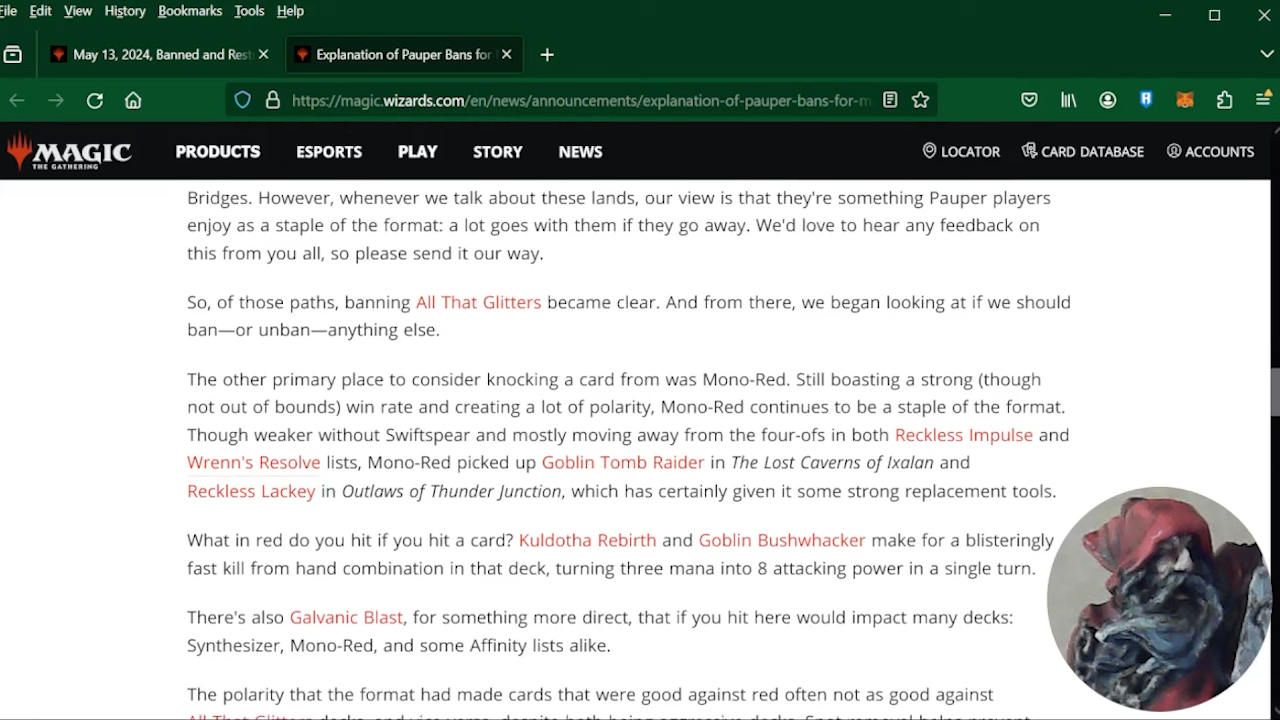 File Edit View History Bookmarks Tools Help
May 13, 2024, Banned and Rest
Explanation of Pauper Bans for
https://magic.wizards.com/en/news/announcements/explanation-of-pauper-bans-for-m
MAGIC
THE GATHERING
PRODUCTS ESPORTS PLAY STORY NEWS LOCATOR CARD DATABASE ACCOUNTS
Bridges. However, whenever we talk about these lands, our view is that they're something Pauper players
enjoy as a staple of the format: a lot goes with them if they go away. We'd love to hear any feedback on
this from you all, so please send it our way.
So, of those paths, banning All That Glitters became clear. And from there, we began looking at if we should
ban—or unban—anything else.
The other primary place to consider knocking a card from was Mono-Red. Still boasting a strong (though
not out of bounds) win rate and creating a lot of polarity, Mono-Red continues to be a staple of the format.
Though weaker without Swiftspear and mostly moving away from the four-ofs in both Reckless Impulse and
Wrenn's Resolve lists, Mono-Red picked up Goblin Tomb Raider in The Lost Caverns of Ixalan and
Reckless Lackey in Outlaws of Thunder Junction, which has certainly given it some strong replacement tools.
What in red do you hit if you hit a card? Kuldotha Rebirth and Goblin Bushwhacker make for a blisteringly
fast kill from hand combination in that deck, turning three mana into 8 attacking power in a single turn.
There's also Galvanic Blast, for something more direct, that if you hit here would impact many decks:
Synthesizer, Mono-Red, and some Affinity lists alike.
The polarity that the format had made cards that were good against red often not as good against